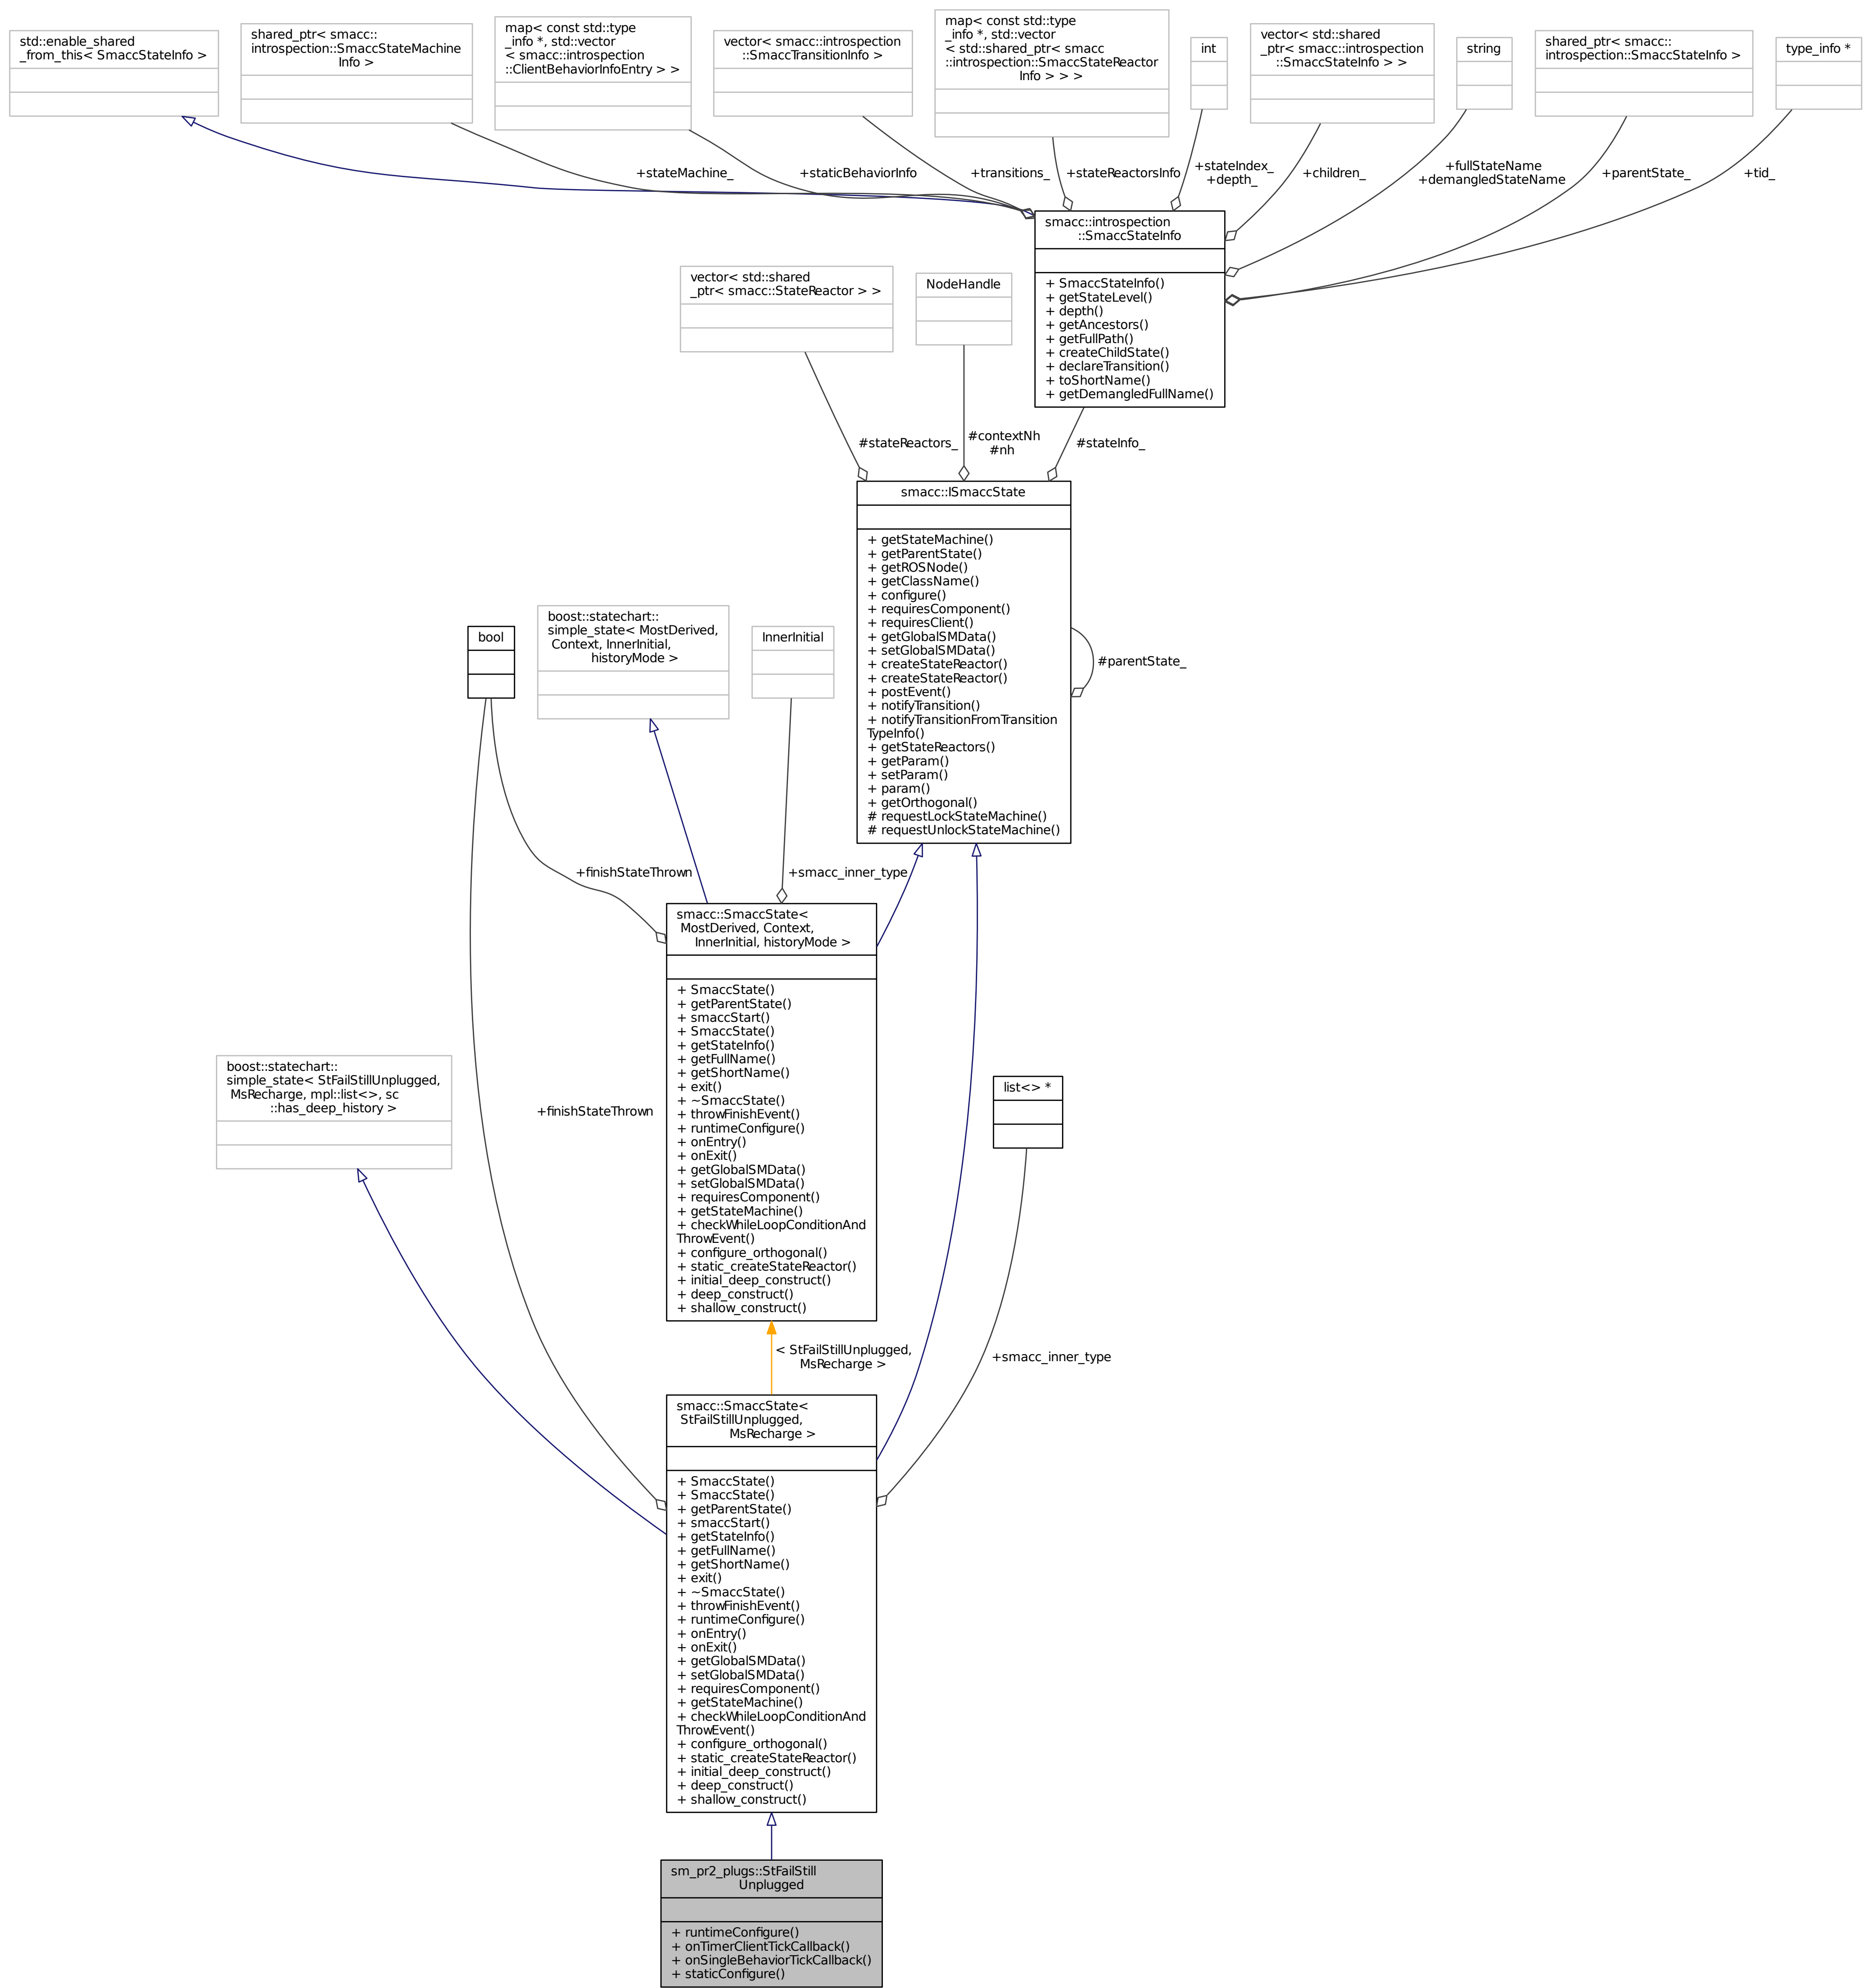 std::enable_shared
_from_this< SmaccStateInfo >
shared_ptr< smacc::
introspection::SmaccStateMachine
Info >
map< const std::type
_info *, std::vector
< smacc::introspection
::ClientBehaviorInfoEntry > >
vector< smacc::introspection
::SmaccTransitionInfo >
map< const std::type
_info *, std::vector
< std::shared_ptr< smacc
::introspection::SmaccStateReactor
Info > > >
int
vector< std::shared
_ptr< smacc::introspection
::SmaccStateInfo > >
string
shared_ptr< smacc::
introspection::SmaccStateInfo >
type_info *
+stateMachine_
+staticBehaviorInfo
+transitions_
+stateReactorsInfo
+stateIndex_
+depth_
+children_
+fullStateName
+demangledStateName
+parentState_
+tid_
smacc::introspection
::SmaccStateInfo
+ SmaccStateInfo()
+ getStateLevel()
+ depth()
+ getAncestors()
+ getFullPath()
+ createChildState()
+ declareTransition()
+ toShortName()
+ getDemangledFullName()
vector< std::shared
_ptr< smacc::StateReactor > >
NodeHandle
#stateReactors_
#contextNh
#nh
#stateInfo_
smacc::ISmaccState
+ getStateMachine()
+ getParentState()
+ getROSNode()
+ getClassName()
+ configure()
+ requiresComponent()
+ requiresClient()
+ getGlobalSMData()
+ setGlobalSMData()
+ createStateReactor()
+ createStateReactor()
+ postEvent()
+ notifyTransition()
+ notifyTransitionFromTransition
TypeInfo()
+ getStateReactors()
+ getParam()
+ setParam()
+ param()
+ getOrthogonal()
# requestLockStateMachine()
# requestUnlockStateMachine()
#parentState_
bool
boost::statechart::
simple_state< MostDerived,
Context, InnerInitial,
historyMode >
InnerInitial
+finishStateThrown
+smacc_inner_type
smacc::SmaccState<
MostDerived, Context,
InnerInitial, historyMode >
+ SmaccState()
+ getParentState()
+ smaccStart()
+ SmaccState()
+ getStateInfo()
+ getFullName()
+ getShortName()
+ exit()
+ ~SmaccState()
+ throwFinishEvent()
+ runtimeConfigure()
+ onEntry()
+ onExit()
+ getGlobalSMData()
+ setGlobalSMData()
+ requiresComponent()
+ getStateMachine()
+ checkWhileLoopConditionAnd
ThrowEvent()
+ configure_orthogonal()
+ static_createStateReactor()
+ initial_deep_construct()
+ deep_construct()
+ shallow_construct()
boost::statechart::
simple_state< StFailStillUnplugged,
MsRecharge, mpl::list<>, sc
::has_deep_history >
+finishStateThrown
list<> *
< StFailStillUnplugged,
MsRecharge >
+smacc_inner_type
smacc::SmaccState<
StFailStillUnplugged,
MsRecharge >
+ SmaccState()
+ SmaccState()
+ getParentState()
+ smaccStart()
+ getStateInfo()
+ getFullName()
+ getShortName()
+ exit()
+ ~SmaccState()
+ throwFinishEvent()
+ runtimeConfigure()
+ onEntry()
+ onExit()
+ getGlobalSMData()
+ setGlobalSMData()
+ requiresComponent()
+ getStateMachine()
+ checkWhileLoopConditionAnd
ThrowEvent()
+ configure_orthogonal()
+ static_createStateReactor()
+ initial_deep_construct()
+ deep_construct()
+ shallow_construct()
sm_pr2_plugs::StFailStill
Unplugged
+ runtimeConfigure()
+ onTimerClientTickCallback()
+ onSingleBehaviorTickCallback()
+ staticConfigure()